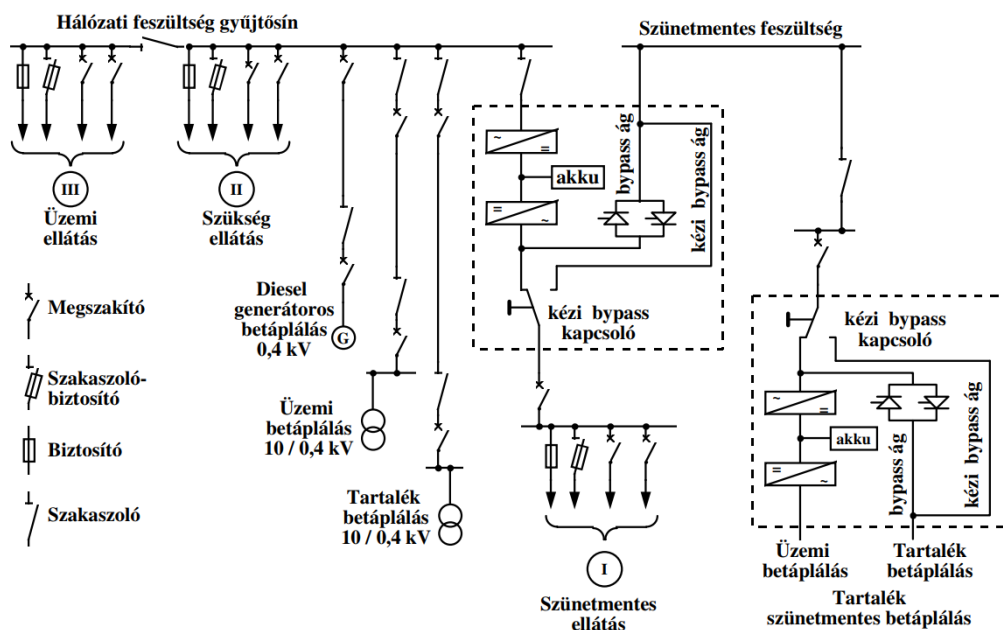 Hálózati feszültség gyűjtősín
Szünetmentes feszültség
III
Üzemi
ellátás
II
Szükség
ellátás
~
=
akku
=
~
bypass ág
kézi bypass ág
kézi bypass
kapcsoló
Megszakító
Szakaszoló-
biztosító
Biztosító
Szakaszoló
Diesel
generátoros
betáplálás
0,4 kV
G
Üzemi
betáplálás
10 / 0,4 kV
Tartalék
betáplálás
10 / 0,4 kV
I
Szünetmentes
ellátás
kézi bypass
kapcsoló
~
=
akku
=
~
bypass ág
kézi bypass ág
Üzemi
betáplálás
Tartalék
betáplálás
Tartalék
szünetmentes betáplálás